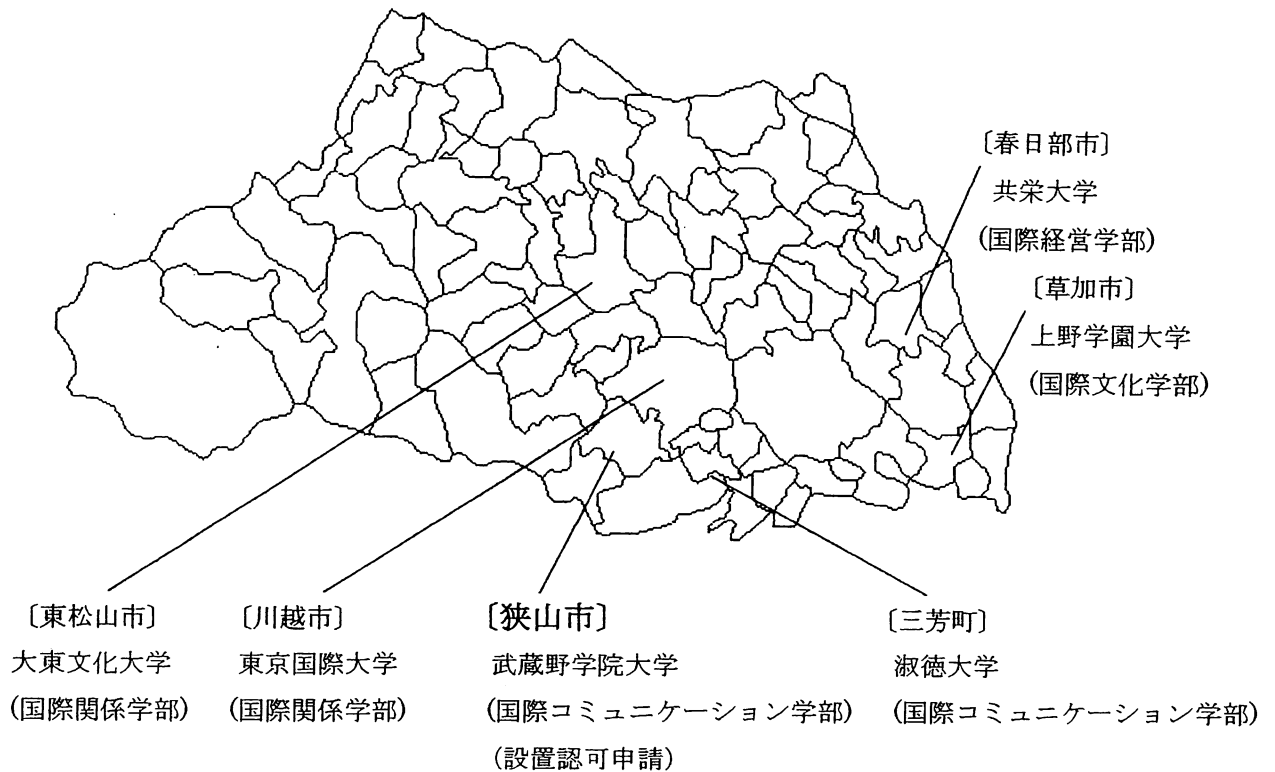 〔春日部市〕
共栄大学
(国際経営学部)
〔草加市〕
上野学園大学
(国際文化学部)
〔東松山市〕
大東文化大学
(国際関係学部)
〔川越市〕
東京国際大学
(国際関係学部)
〔狭山市〕
武蔵野学院大学
(国際コミュニケーション学部)
(設置認可申請)
〔三芳町〕
淑徳大学
(国際コミュニケーション学部)